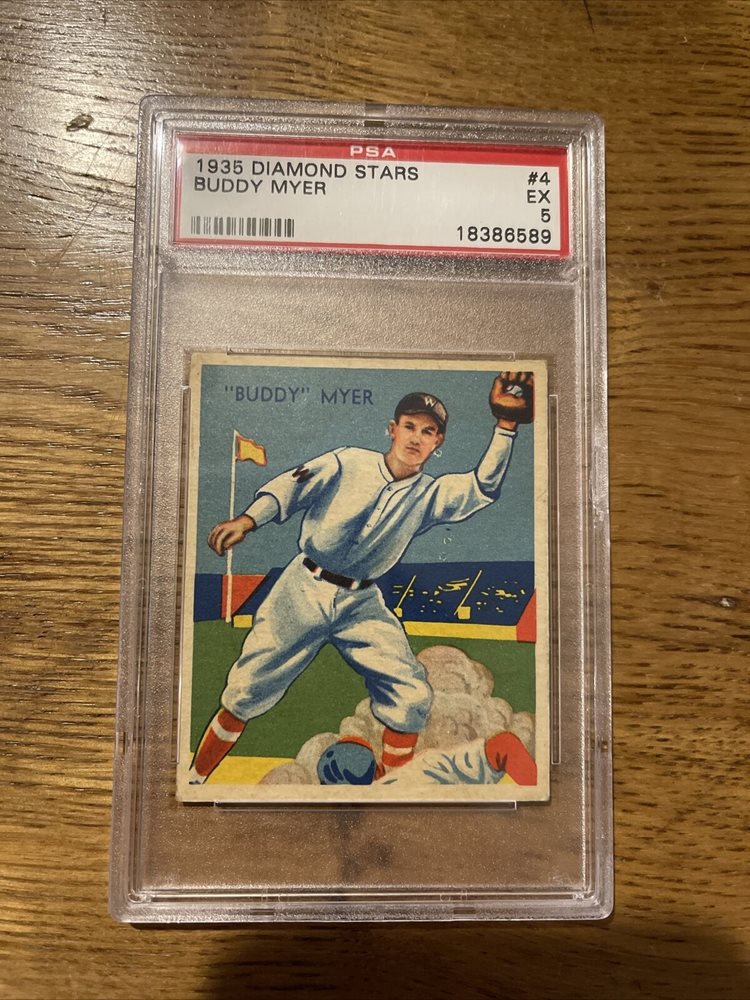 PSA
1935 DIAMOND STARS #4
BUDDY MYER EX
5
18386589
"BUDDY" MYER
W
W